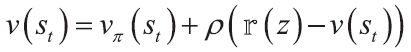 v(s_t) = v_π(s_t) + ρ(𝕣(z) − v(s_t))